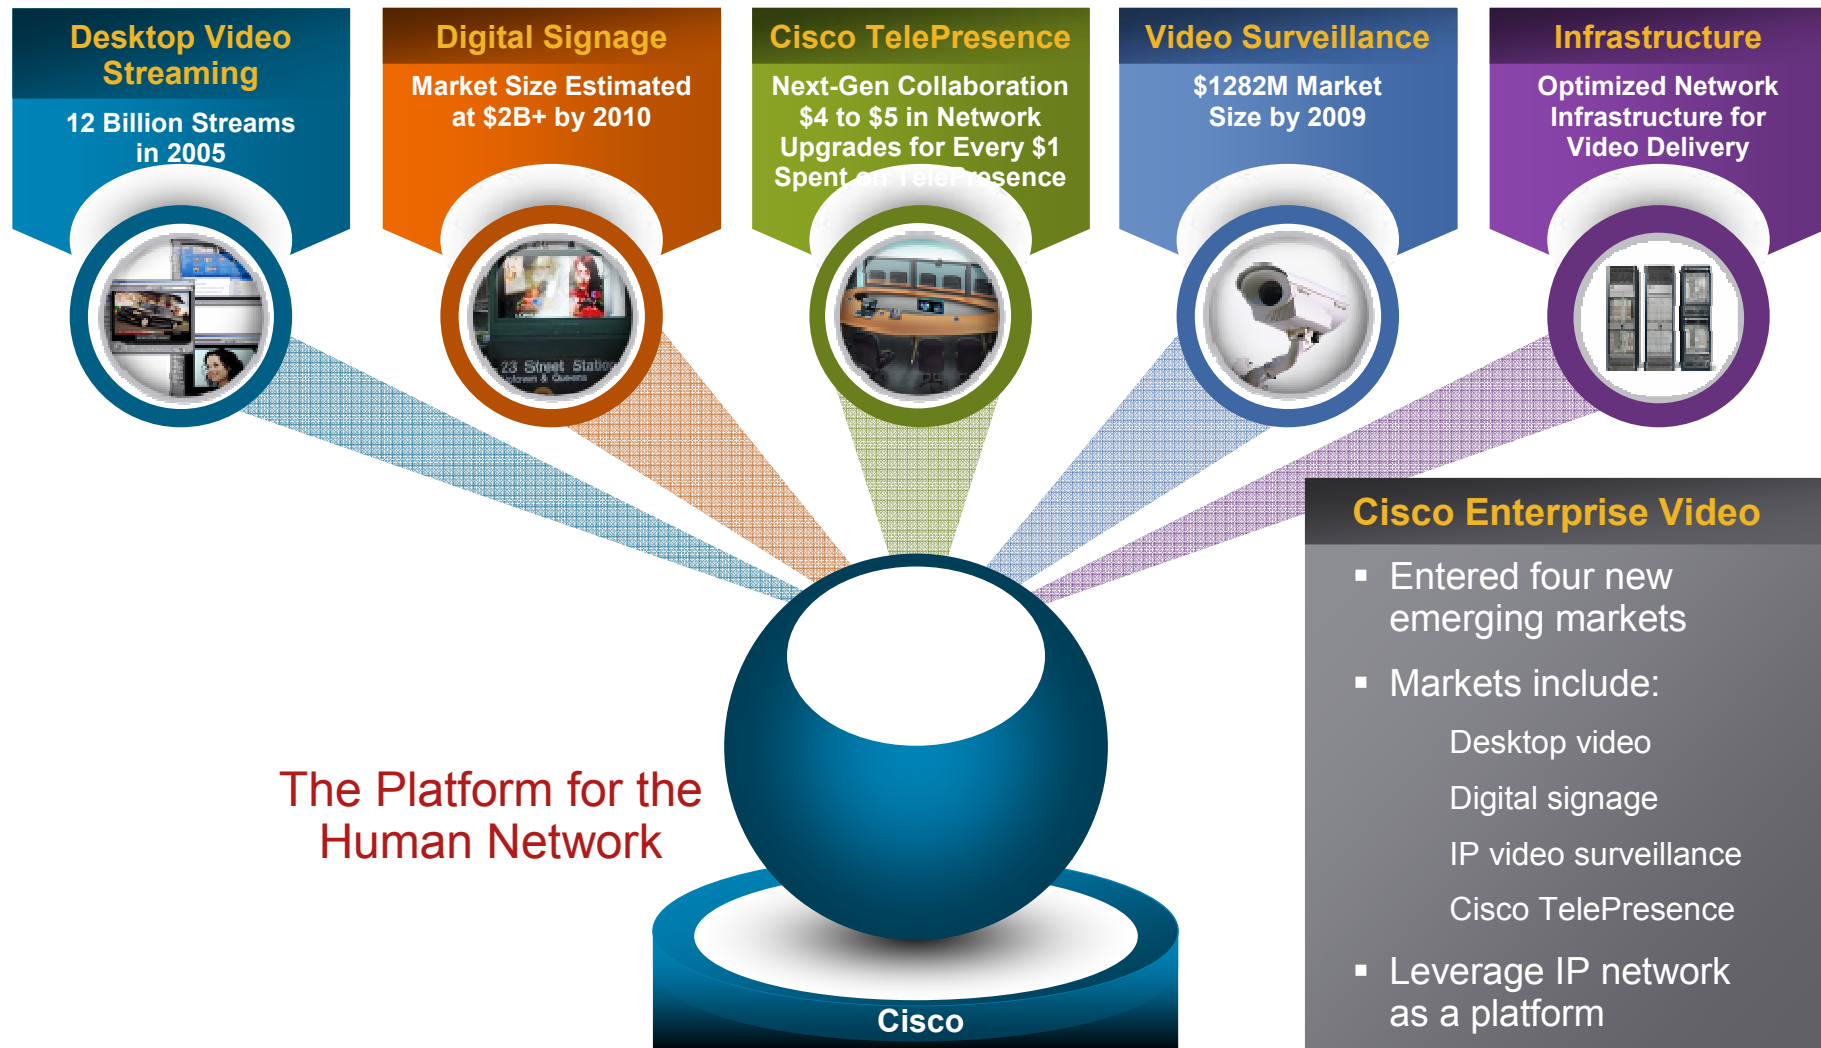 Desktop Video
Streaming
12 Billion Streams
in 2005
Digital Signage
Market Size Estimated
at $2B+ by 2010
Cisco TelePresence
Next-Gen Collaboration
$4 to $5 in Network
Upgrades for Every $1
Spent on TelePresence
Video Surveillance
$1282M Market
Size by 2009
Infrastructure
Optimized Network
Infrastructure for
Video Delivery
23 Street Station
& Queens
The Platform for the
Human Network
Cisco
Cisco Enterprise Video
▪ Entered four new
emerging markets
▪ Markets include:
Desktop video
Digital signage
IP video surveillance
Cisco TelePresence
▪ Leverage IP network
as a platform